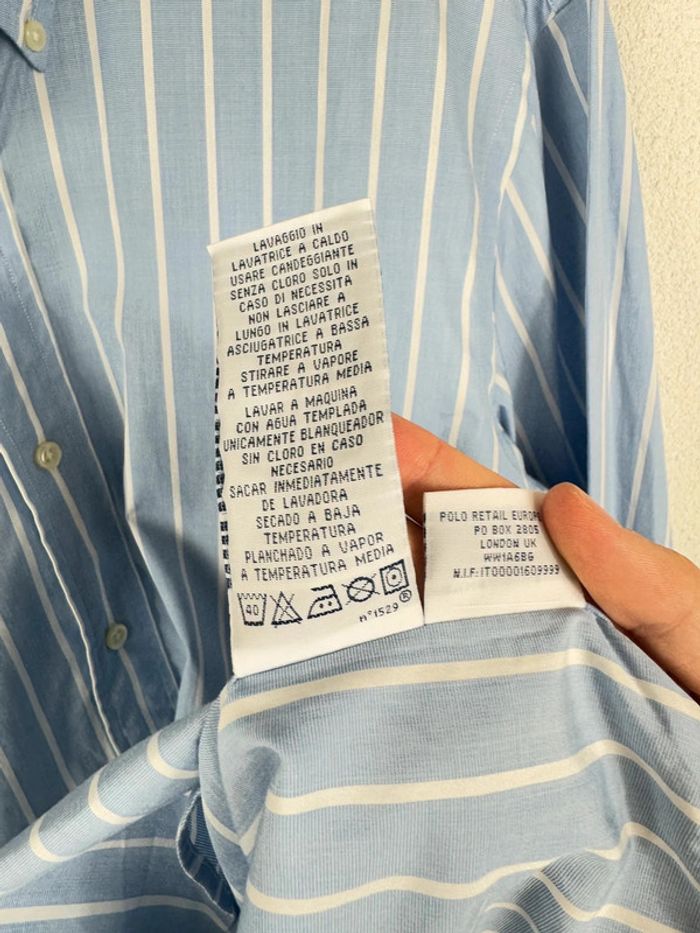 LAVAGGIO IN
LAVATRICE A CALDO
USARE CANDEGGIANTE
SENZA CLORO SOLO IN
CASO DI NECESSITA
NON LASCIARE A
LUNGO IN LAVATRICE
ASCIUGATRICE A BASSA
TEMPERATURA
STIRARE A VAPORE
A TEMPERATURA MEDIA
LAVAR A MAQUINA
CON AGUA TEMPLADA
UNICAMENTE BLANQUEADOR
SIN CLORO EN CASO
NECESARIO
SACAR INMEDIATAMENTE
DE LAVADORA
SECADO A BAJA
TEMPERATURA
PLANCHADO A VAPOR
A TEMPERATURA MEDIA
40
n°1529 ®
POLO RETAIL EUROP
PO BOX 2805
LONDON UK
WW1A6BG
N.I.F:IT00001609999